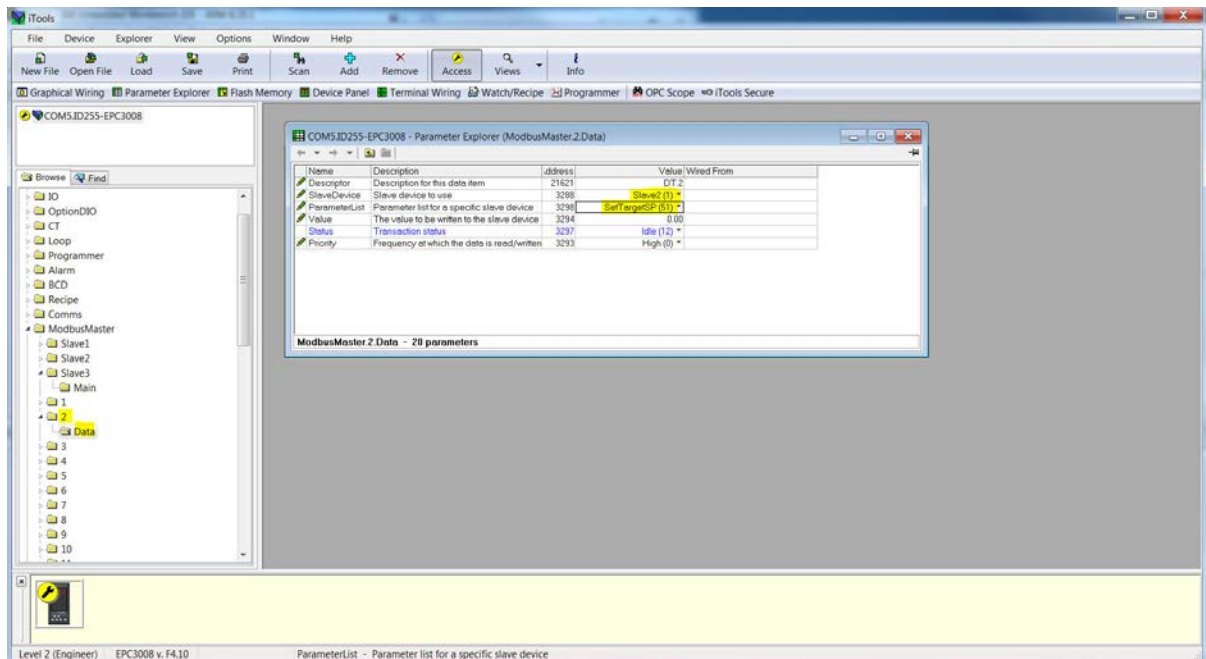 iTools
File Device Explorer View Options Window Help
New File Open File Load Save Print Scan Add Remove Access Views Info
Graphical Wiring Parameter Explorer Flash Memory Device Panel Terminal Wiring Watch/Recipe Programmer OPC Scope iTools Secure
COM5.ID255-EPC3008
Browse Find
IO
OptionDIO
CT
Loop
Programmer
Alarm
BCD
Recipe
Comms
ModbusMaster
Slave1
Slave2
Slave3
Main
1
2
Data
3
4
5
6
7
8
9
10
COM5.ID255-EPC3008 - Parameter Explorer (ModbusMaster.2.Data)
Name Description Address Value Wired From
Descriptor Description for this data item 21621 DT.2
SlaveDevice Slave device to use 3288 Slave2 (1)
ParameterList Parameter list for a specific slave device 3298 SetTargetSP (51)
Value The value to be written to the slave device 3294 0.00
Status Transaction status 3297 Idle (12)
Priority Frequency at which the data is read/written 3293 High (0)
ModbusMaster.2.Data - 20 parameters
Level 2 (Engineer) EPC3008 v. F4.10 ParameterList - Parameter list for a specific slave device